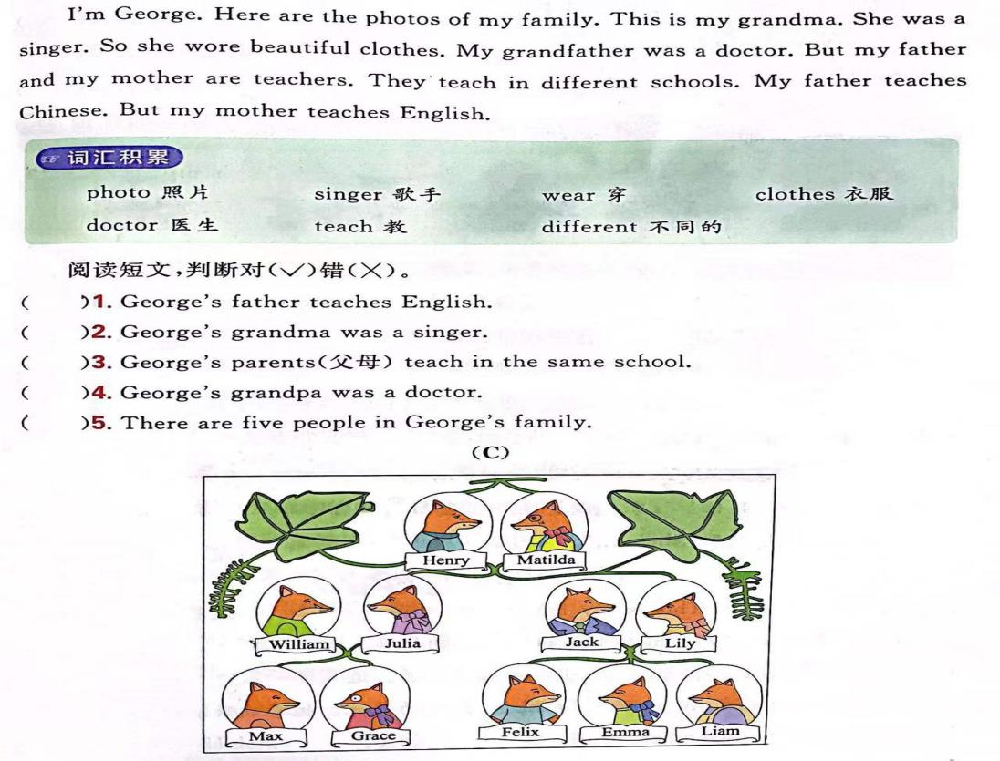 I'm George. Here are the photos of my family. This is my grandma. She was a
singer. So she wore beautiful clothes. My grandfather was a doctor. But my father
and my mother are teachers. They teach in different schools. My father teaches
Chinese. But my mother teaches English.
词汇积累
photo 照片 singer 歌手 wear 穿 clothes 衣服
doctor 医生 teach 教 different 不同的
阅读短文,判断对(✓)错(×)。
( )1. George's father teaches English.
( )2. George's grandma was a singer.
( )3. George's parents(父母) teach in the same school.
( )4. George's grandpa was a doctor.
( )5. There are five people in George's family.
(C)
Henry Matilda
William Julia Jack Lily
Max Grace Felix Emma Liam